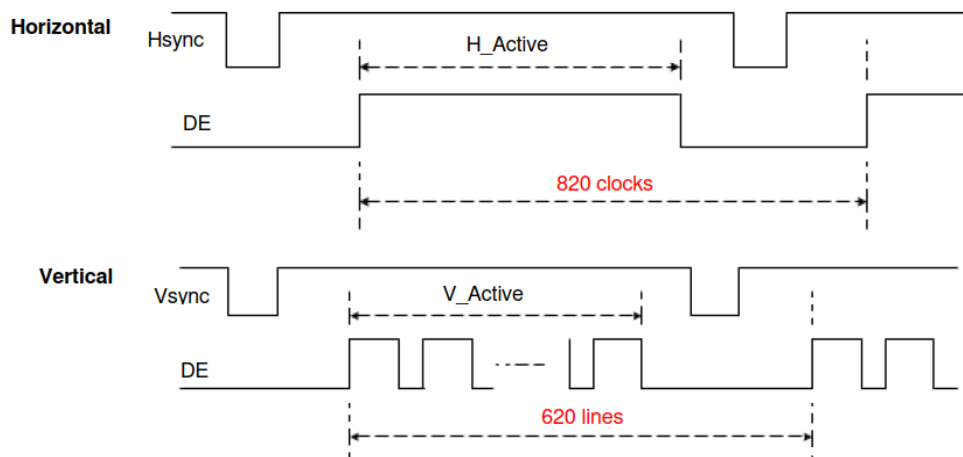 Horizontal
Hsync
H_Active
DE
820 clocks
Vertical
Vsync
V_Active
DE
620 lines